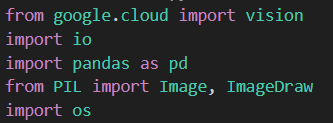 from google.cloud import vision
import io
import pandas as pd
from PIL import Image, ImageDraw
import os